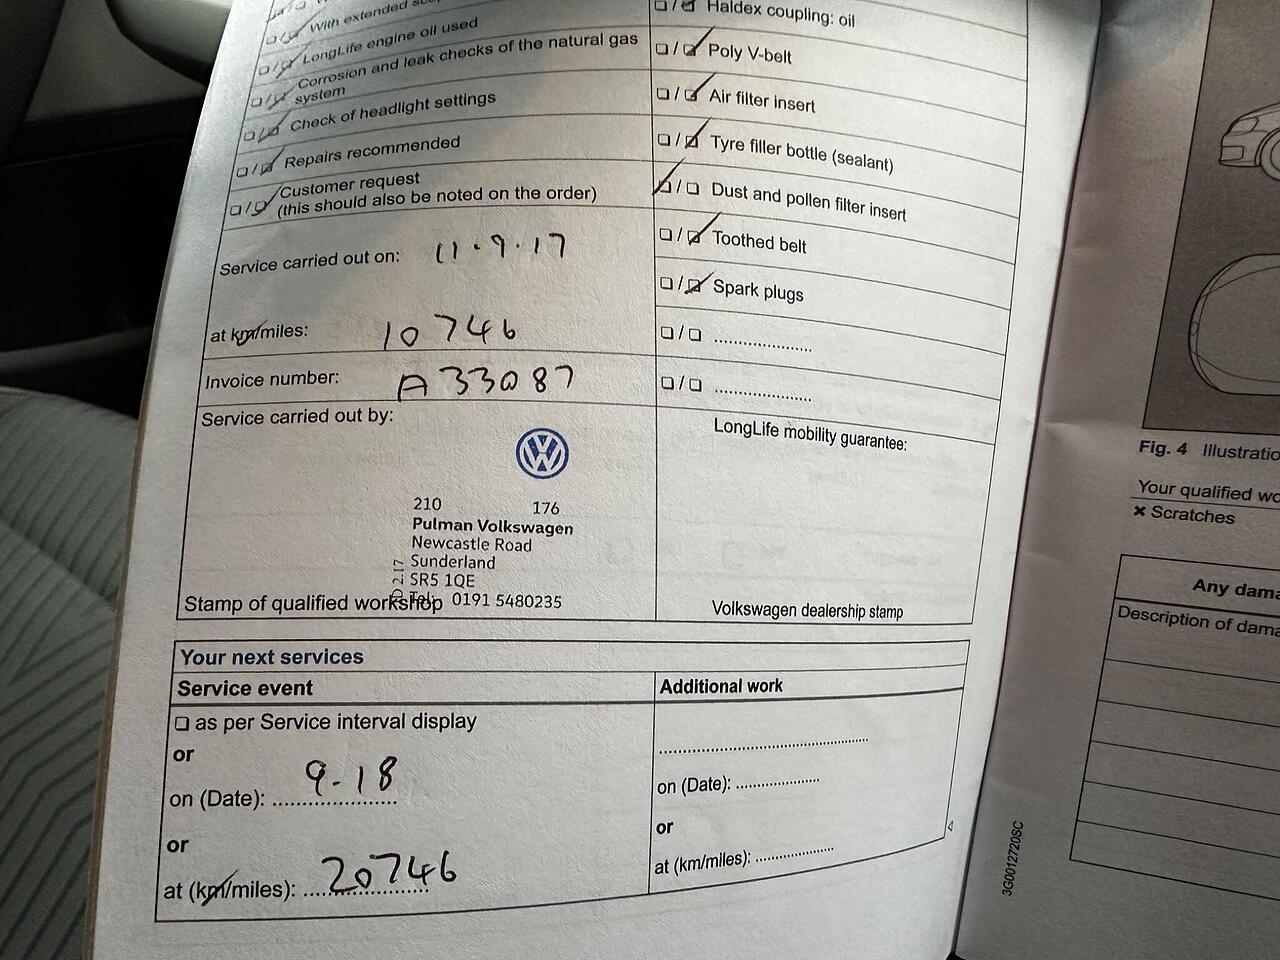 With extended
LongLife engine oil used
Corrosion and leak checks of the natural gas
system
Check of headlight settings
Repairs recommended
Customer request
(this should also be noted on the order)
Service carried out on: 11.9.17
at km/miles: 10746
Invoice number: A33087
Service carried out by:
210 176
Pulman Volkswagen
Newcastle Road
Sunderland
SR5 1QE
Tel: 0191 5480235
Stamp of qualified workshop
Haldex coupling: oil
Poly V-belt
Air filter insert
Tyre filler bottle (sealant)
Dust and pollen filter insert
Toothed belt
Spark plugs
LongLife mobility guarantee:
Volkswagen dealership stamp
Your next services
Service event
as per Service interval display
or
on (Date): 9-18
or
at (km/miles): 20746
Additional work
on (Date):
or
at (km/miles):
3G0012720SC
Fig. 4 Illustratio
Your qualified wo
× Scratches
Any dama
Description of dama